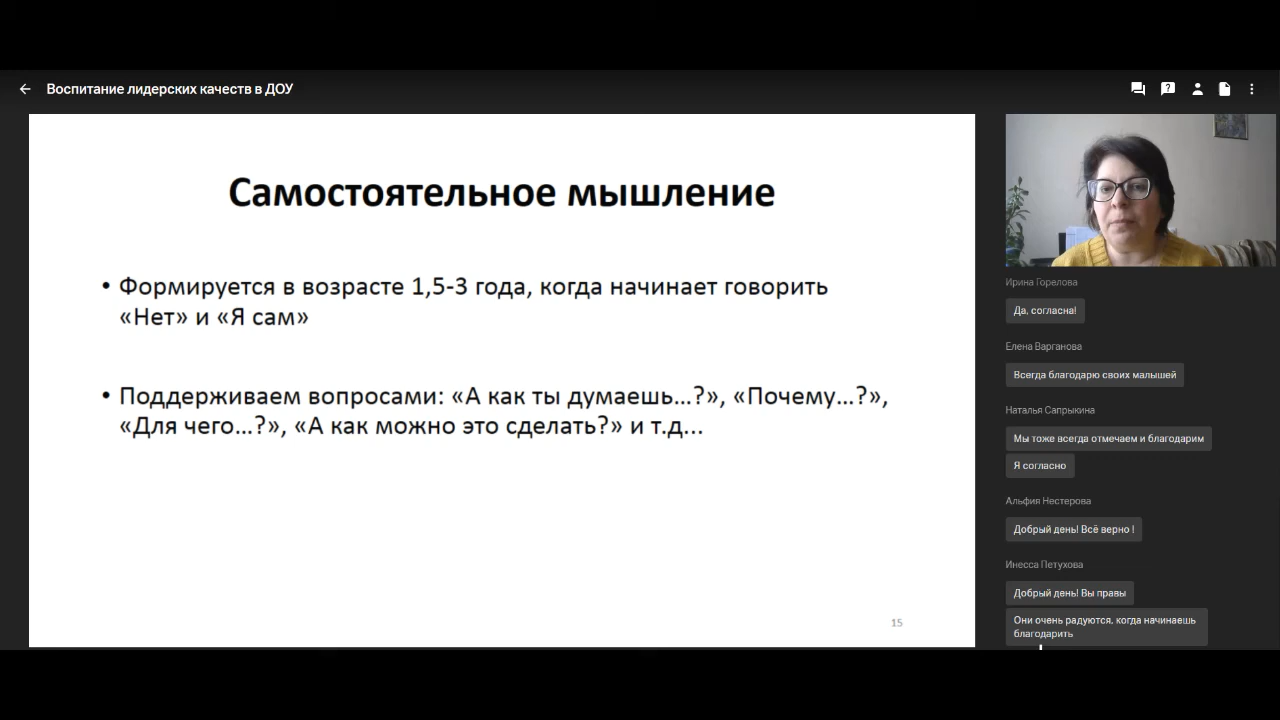 Воспитание лидерских качеств в ДОУ
Самостоятельное мышление
• Формируется в возрасте 1,5-3 года, когда начинает говорить
«Нет» и «Я сам»
• Поддерживаем вопросами: «А как ты думаешь…?», «Почему…?»,
«Для чего…?», «А как можно это сделать?» и т.д...
15
Ирина Горелова
Да, согласна!
Елена Варганова
Всегда благодарю своих малышей
Наталья Сапрыкина
Мы тоже всегда отмечаем и благодарим
Я согласно
Альфия Нестерова
Добрый день! Всё верно !
Инесса Петухова
Добрый день! Вы правы
Они очень радуются, когда начинаешь
благодарить